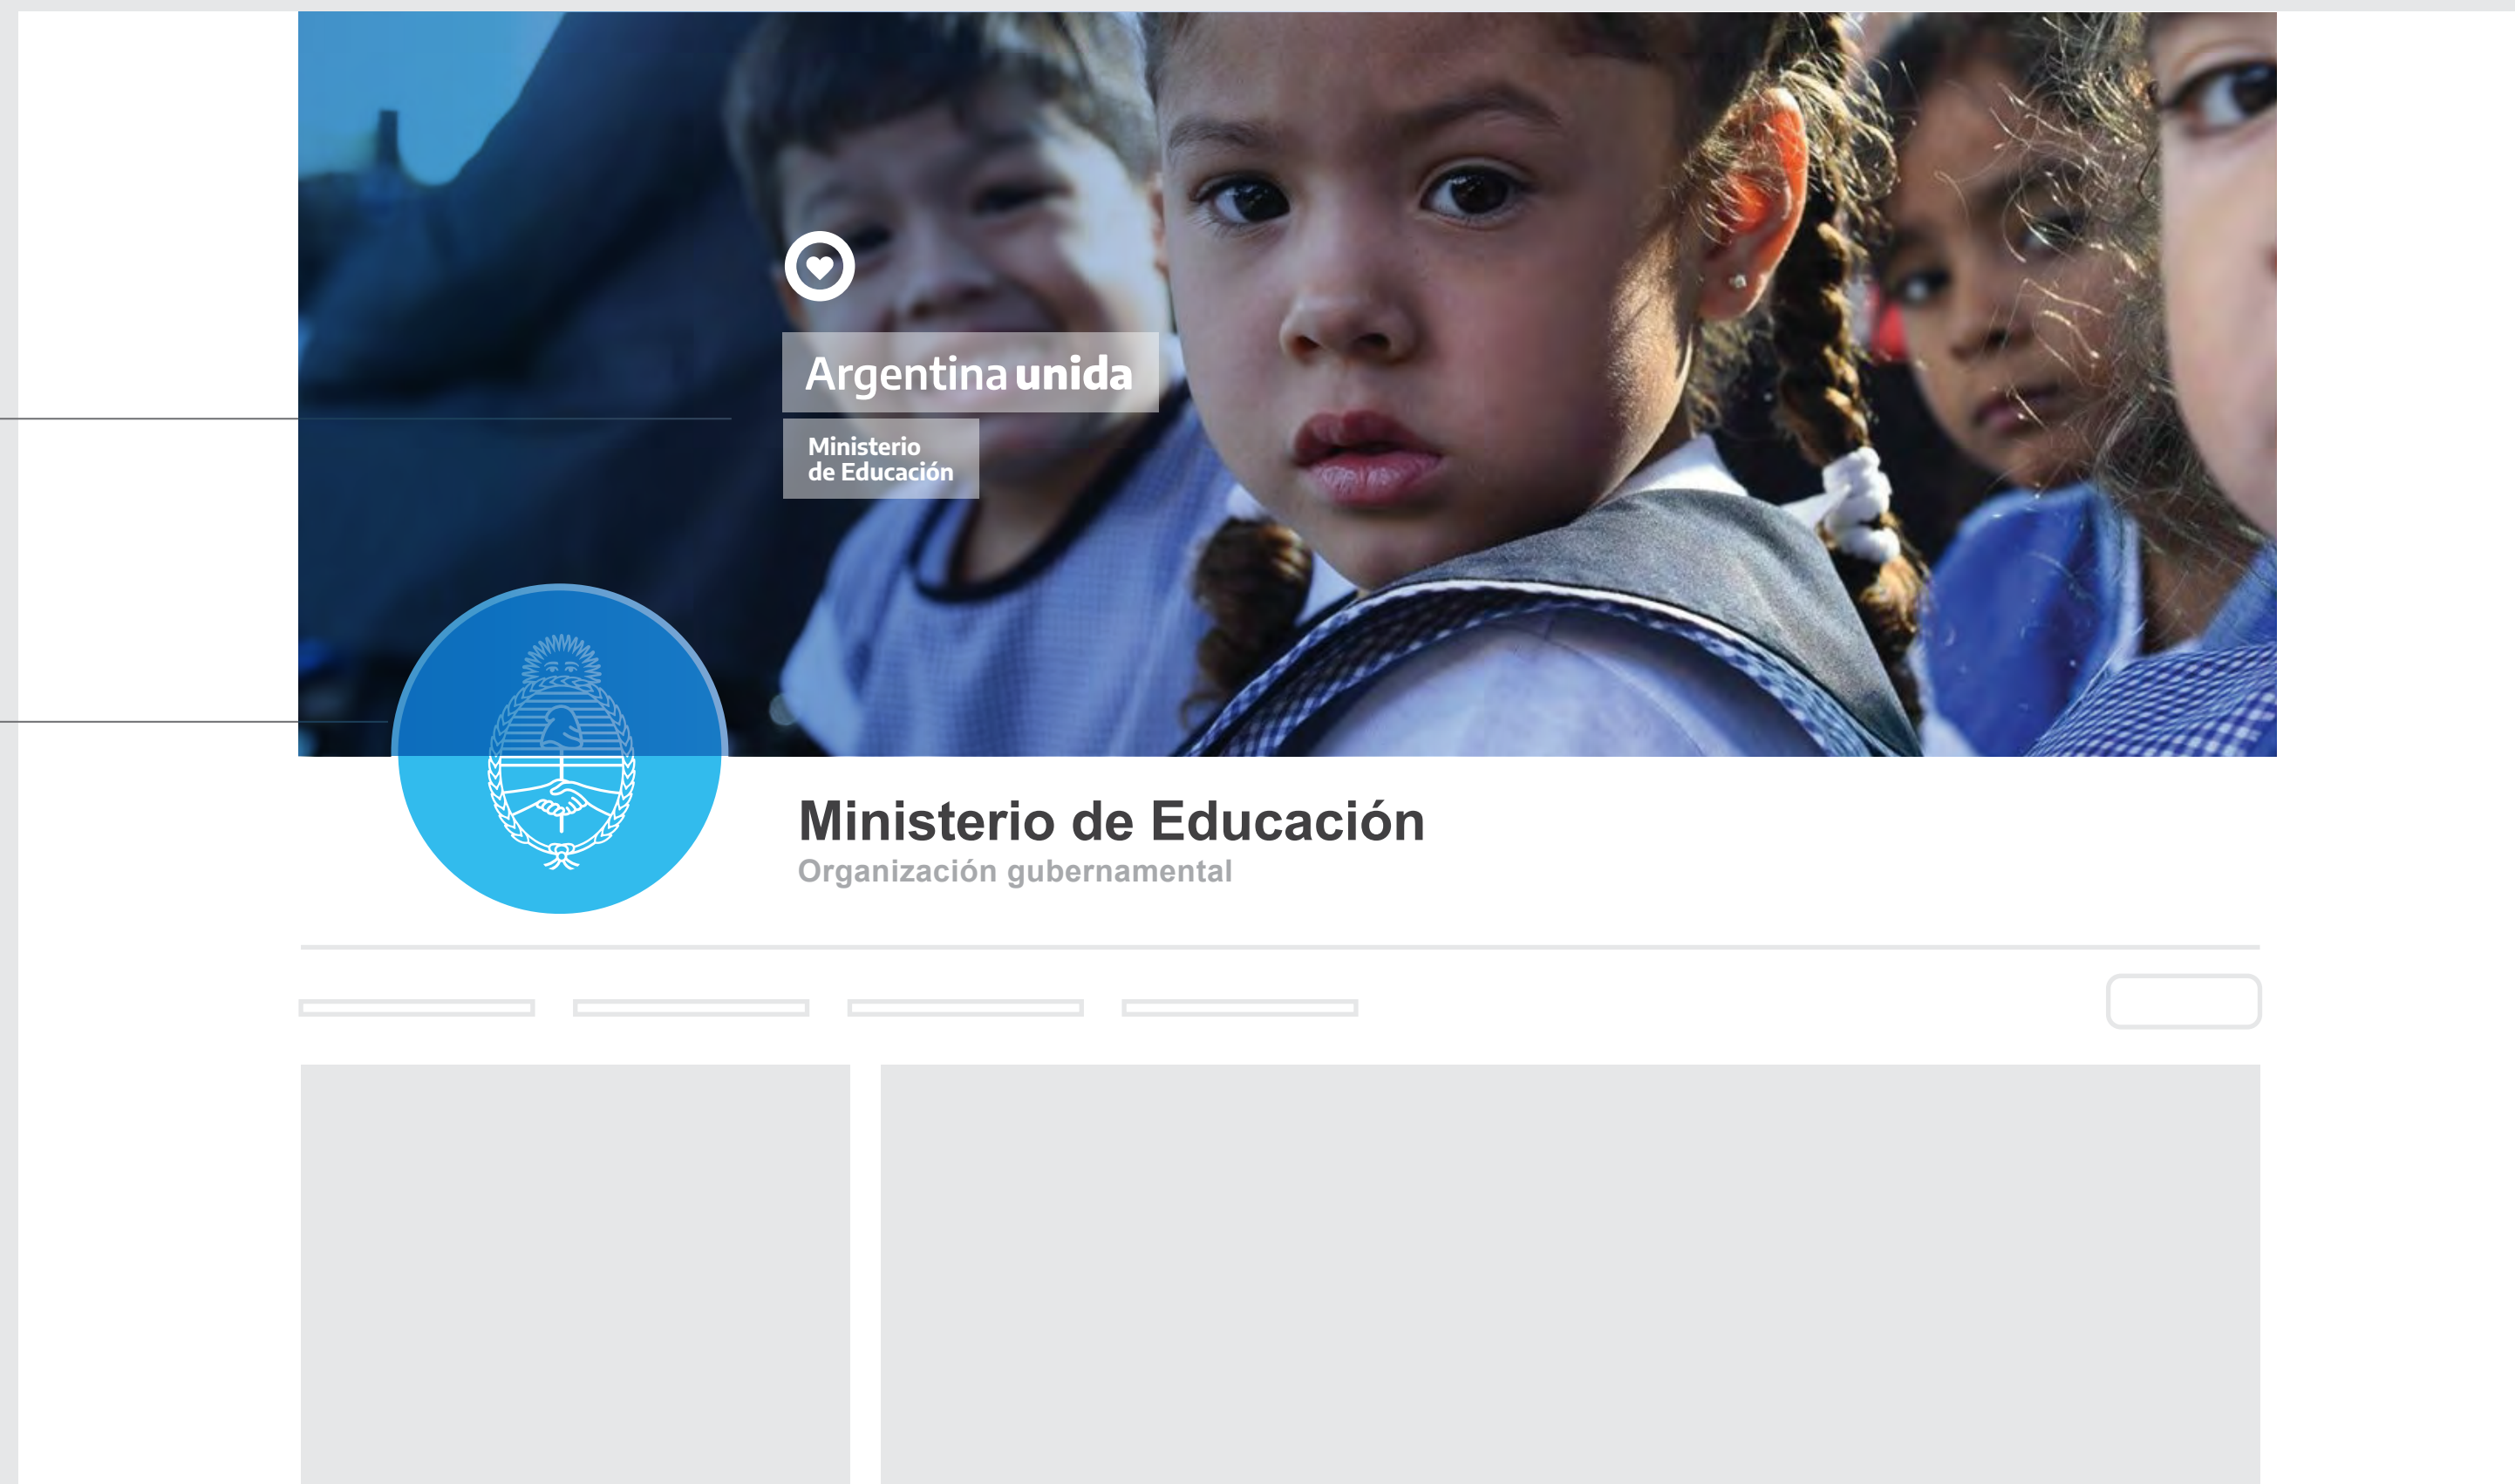 Argentina unida
Ministerio
de Educación
Ministerio de Educación
Organización gubernamental